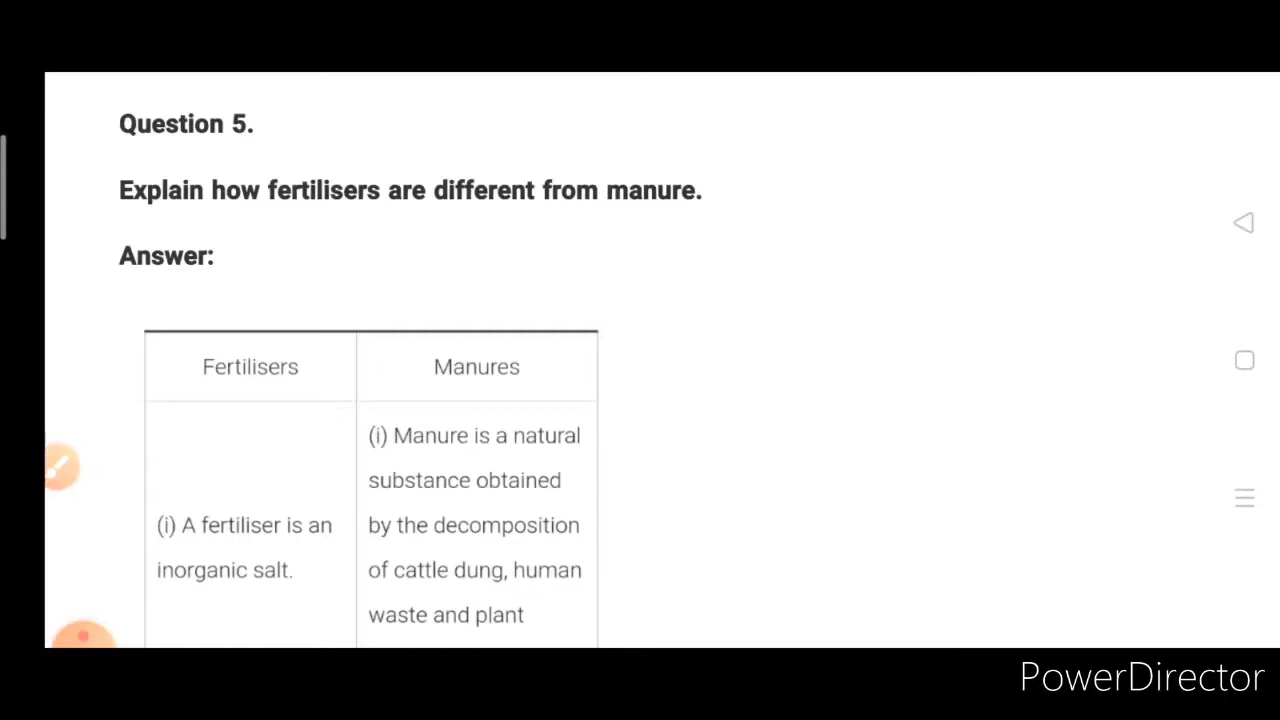 Question 5.
Explain how fertilisers are different from manure.
Answer:
Fertilisers
Manures
(i) A fertiliser is an
inorganic salt.
(i) Manure is a natural
substance obtained
by the decomposition
of cattle dung, human
waste and plant
PowerDirector